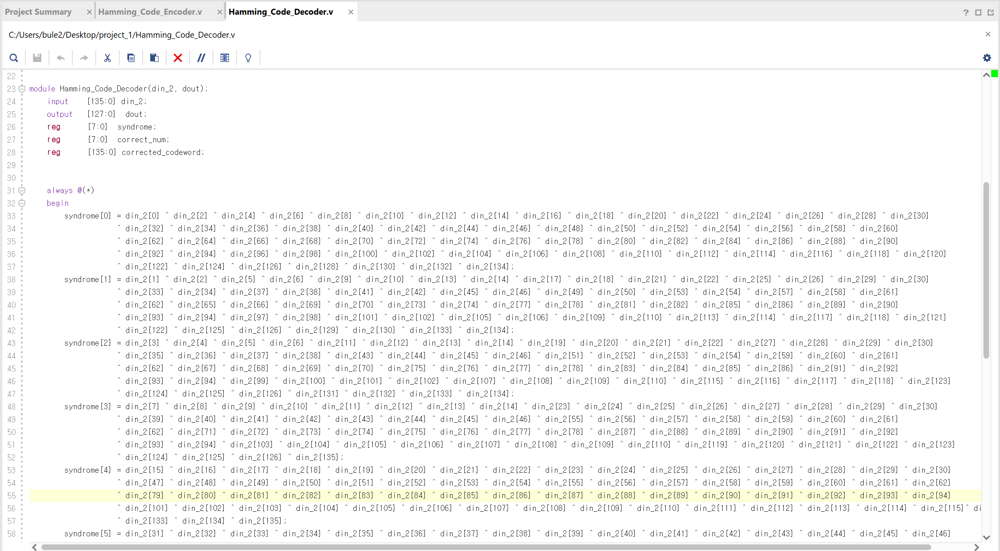 Project Summary × Hamming_Code_Encoder.v × Hamming_Code_Decoder.v ×
C:/Users/bule2/Desktop/project_1/Hamming_Code_Decoder.v
22
23 module Hamming_Code_Decoder(din_2, dout);
24 input [135:0] din_2;
25 output [127:0] dout;
26 reg [7:0] syndrome;
27 reg [7:0] correct_num;
28 reg [135:0] corrected_codeword;
29
30
31 always @(*)
32 begin
33 syndrome[0] = din_2[0] ^ din_2[2] ^ din_2[4] ^ din_2[6] ^ din_2[8] ^ din_2[10] ^ din_2[12] ^ din_2[14] ^ din_2[16] ^ din_2[18] ^ din_2[20] ^ din_2[22] ^ din_2[24] ^ din_2[26] ^ din_2[28] ^ din_2[30]
34 ^ din_2[32] ^ din_2[34] ^ din_2[36] ^ din_2[38] ^ din_2[40] ^ din_2[42] ^ din_2[44] ^ din_2[46] ^ din_2[48] ^ din_2[50] ^ din_2[52] ^ din_2[54] ^ din_2[56] ^ din_2[58] ^ din_2[60]
35 ^ din_2[62] ^ din_2[64] ^ din_2[66] ^ din_2[68] ^ din_2[70] ^ din_2[72] ^ din_2[74] ^ din_2[76] ^ din_2[78] ^ din_2[80] ^ din_2[82] ^ din_2[84] ^ din_2[86] ^ din_2[88] ^ din_2[90]
36 ^ din_2[92] ^ din_2[94] ^ din_2[96] ^ din_2[98] ^ din_2[100] ^ din_2[102] ^ din_2[104] ^ din_2[106] ^ din_2[108] ^ din_2[110] ^ din_2[112] ^ din_2[114] ^ din_2[116] ^ din_2[118] ^ din_2[120]
37 ^ din_2[122] ^ din_2[124] ^ din_2[126] ^ din_2[128] ^ din_2[130] ^ din_2[132] ^ din_2[134];
38 syndrome[1] = din_2[1] ^ din_2[2] ^ din_2[5] ^ din_2[6] ^ din_2[9] ^ din_2[10] ^ din_2[13] ^ din_2[14] ^ din_2[17] ^ din_2[18] ^ din_2[21] ^ din_2[22] ^ din_2[25] ^ din_2[26] ^ din_2[29] ^ din_2[30]
39 ^ din_2[33] ^ din_2[34] ^ din_2[37] ^ din_2[38] ^ din_2[41] ^ din_2[42] ^ din_2[45] ^ din_2[46] ^ din_2[49] ^ din_2[50] ^ din_2[53] ^ din_2[54] ^ din_2[57] ^ din_2[58] ^ din_2[61]
40 ^ din_2[62] ^ din_2[65] ^ din_2[66] ^ din_2[69] ^ din_2[70] ^ din_2[73] ^ din_2[74] ^ din_2[77] ^ din_2[78] ^ din_2[81] ^ din_2[82] ^ din_2[85] ^ din_2[86] ^ din_2[89] ^ din_2[90]
41 ^ din_2[93] ^ din_2[94] ^ din_2[97] ^ din_2[98] ^ din_2[101] ^ din_2[102] ^ din_2[105] ^ din_2[106] ^ din_2[109] ^ din_2[110] ^ din_2[113] ^ din_2[114] ^ din_2[117] ^ din_2[118] ^ din_2[121]
42 ^ din_2[122] ^ din_2[125] ^ din_2[126] ^ din_2[129] ^ din_2[130] ^ din_2[133] ^ din_2[134];
43 syndrome[2] = din_2[3] ^ din_2[4] ^ din_2[5] ^ din_2[6] ^ din_2[11] ^ din_2[12] ^ din_2[13] ^ din_2[14] ^ din_2[19] ^ din_2[20] ^ din_2[21] ^ din_2[22] ^ din_2[27] ^ din_2[28] ^ din_2[29] ^ din_2[30]
44 ^ din_2[35] ^ din_2[36] ^ din_2[37] ^ din_2[38] ^ din_2[43] ^ din_2[44] ^ din_2[45] ^ din_2[46] ^ din_2[51] ^ din_2[52] ^ din_2[53] ^ din_2[54] ^ din_2[59] ^ din_2[60] ^ din_2[61]
45 ^ din_2[62] ^ din_2[67] ^ din_2[68] ^ din_2[69] ^ din_2[70] ^ din_2[75] ^ din_2[76] ^ din_2[77] ^ din_2[78] ^ din_2[83] ^ din_2[84] ^ din_2[85] ^ din_2[86] ^ din_2[91] ^ din_2[92]
46 ^ din_2[93] ^ din_2[94] ^ din_2[99] ^ din_2[100] ^ din_2[101] ^ din_2[102] ^ din_2[107] ^ din_2[108] ^ din_2[109] ^ din_2[110] ^ din_2[115] ^ din_2[116] ^ din_2[117] ^ din_2[118] ^ din_2[123]
47 ^ din_2[124] ^ din_2[125] ^ din_2[126] ^ din_2[131] ^ din_2[132] ^ din_2[133] ^ din_2[134];
48 syndrome[3] = din_2[7] ^ din_2[8] ^ din_2[9] ^ din_2[10] ^ din_2[11] ^ din_2[12] ^ din_2[13] ^ din_2[14] ^ din_2[23] ^ din_2[24] ^ din_2[25] ^ din_2[26] ^ din_2[27] ^ din_2[28] ^ din_2[29] ^ din_2[30]
49 ^ din_2[39] ^ din_2[40] ^ din_2[41] ^ din_2[42] ^ din_2[43] ^ din_2[44] ^ din_2[45] ^ din_2[46] ^ din_2[55] ^ din_2[56] ^ din_2[57] ^ din_2[58] ^ din_2[59] ^ din_2[60] ^ din_2[61]
50 ^ din_2[62] ^ din_2[71] ^ din_2[72] ^ din_2[73] ^ din_2[74] ^ din_2[75] ^ din_2[76] ^ din_2[77] ^ din_2[78] ^ din_2[87] ^ din_2[88] ^ din_2[89] ^ din_2[90] ^ din_2[91] ^ din_2[92]
51 ^ din_2[93] ^ din_2[94] ^ din_2[103] ^ din_2[104] ^ din_2[105] ^ din_2[106] ^ din_2[107] ^ din_2[108] ^ din_2[109] ^ din_2[110] ^ din_2[119] ^ din_2[120] ^ din_2[121] ^ din_2[122] ^ din_2[123]
52 ^ din_2[124] ^ din_2[125] ^ din_2[126] ^ din_2[135];
53 syndrome[4] = din_2[15] ^ din_2[16] ^ din_2[17] ^ din_2[18] ^ din_2[19] ^ din_2[20] ^ din_2[21] ^ din_2[22] ^ din_2[23] ^ din_2[24] ^ din_2[25] ^ din_2[26] ^ din_2[27] ^ din_2[28] ^ din_2[29] ^ din_2[30]
54 ^ din_2[47] ^ din_2[48] ^ din_2[49] ^ din_2[50] ^ din_2[51] ^ din_2[52] ^ din_2[53] ^ din_2[54] ^ din_2[55] ^ din_2[56] ^ din_2[57] ^ din_2[58] ^ din_2[59] ^ din_2[60] ^ din_2[61] ^ din_2[62]
55 ^ din_2[79] ^ din_2[80] ^ din_2[81] ^ din_2[82] ^ din_2[83] ^ din_2[84] ^ din_2[85] ^ din_2[86] ^ din_2[87] ^ din_2[88] ^ din_2[89] ^ din_2[90] ^ din_2[91] ^ din_2[92] ^ din_2[93] ^ din_2[94]
56 ^ din_2[101] ^ din_2[102] ^ din_2[103] ^ din_2[104] ^ din_2[105] ^ din_2[106] ^ din_2[107] ^ din_2[108] ^ din_2[109] ^ din_2[110] ^ din_2[111] ^ din_2[112] ^ din_2[113] ^ din_2[114] ^ din_2[115]^ di
57 ^ din_2[133] ^ din_2[134] ^ din_2[135];
58 syndrome[5] = din_2[31] ^ din_2[32] ^ din_2[33] ^ din_2[34] ^ din_2[35] ^ din_2[36] ^ din_2[37] ^ din_2[38] ^ din_2[39] ^ din_2[40] ^ din_2[41] ^ din_2[42] ^ din_2[43] ^ din_2[44] ^ din_2[45] ^ din_2[46]